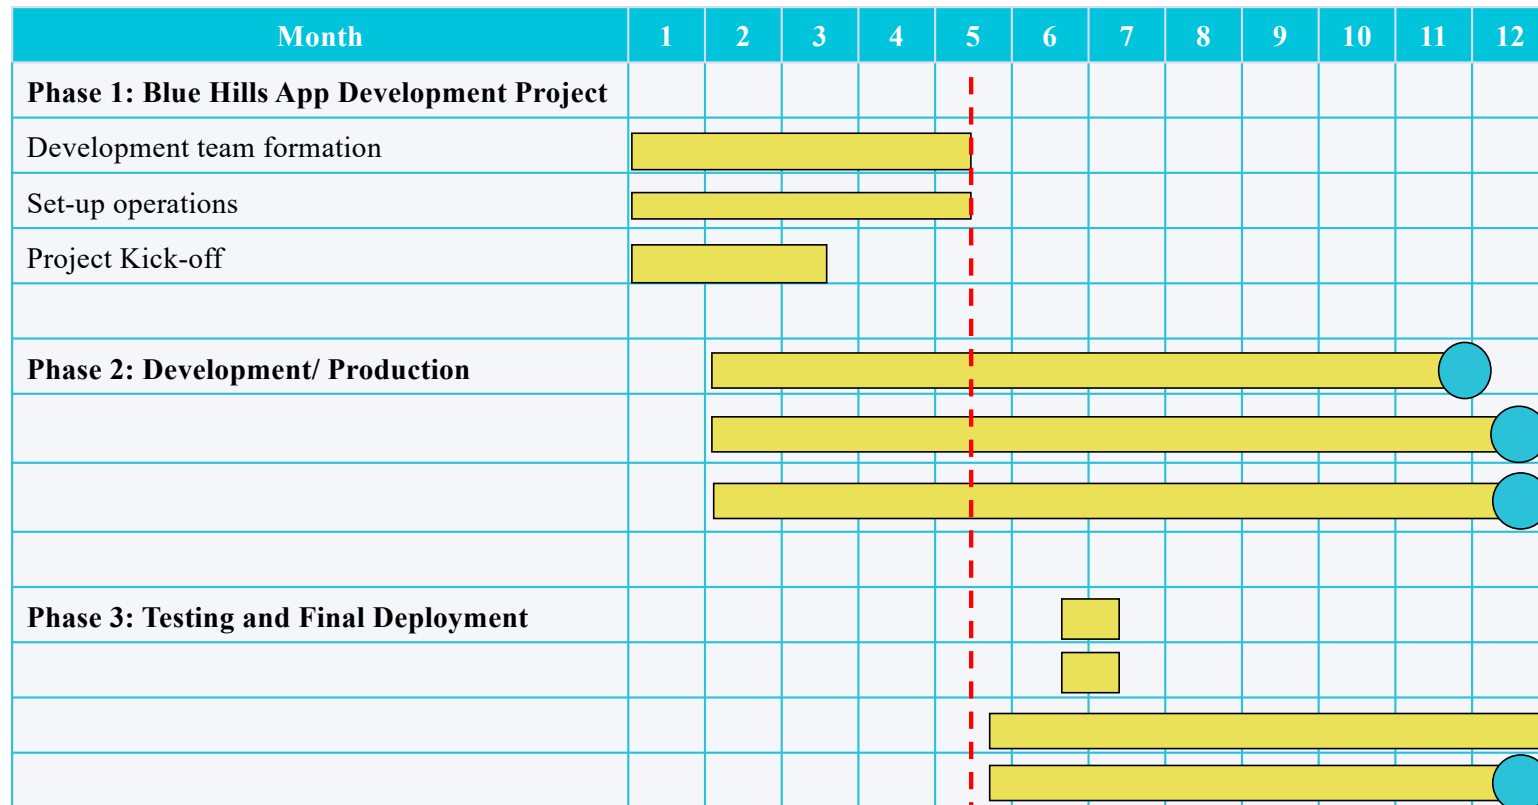 Month 1 2 3 4 5 6 7 8 9 10 11 12
Phase 1: Blue Hills App Development Project
Development team formation
Set-up operations
Project Kick-off
Phase 2: Development/ Production
Phase 3: Testing and Final Deployment